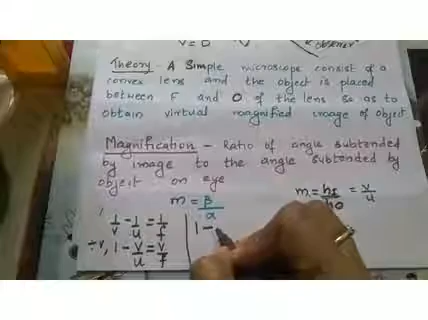 v = 0 v
Theory - A Simple microscope consist of a
convex lens and the object is placed
between F and O of the lens so as to
obtain virtual magnified image of object.
Magnification - Ratio of angle subtended
by image to the angle subtended by
object on eye
m = β/α
m = hI/hO = v/u
1/v - 1/u = 1/f
÷v, 1 - v/u = v/f
1 -